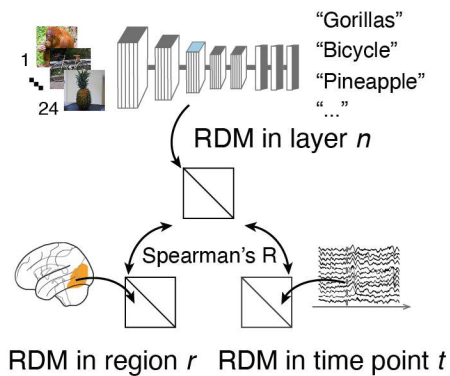 "Gorillas"
"Bicycle"
"Pineapple"
"..."
1
24
RDM in layer n
Spearman's R
RDM in region r
RDM in time point t